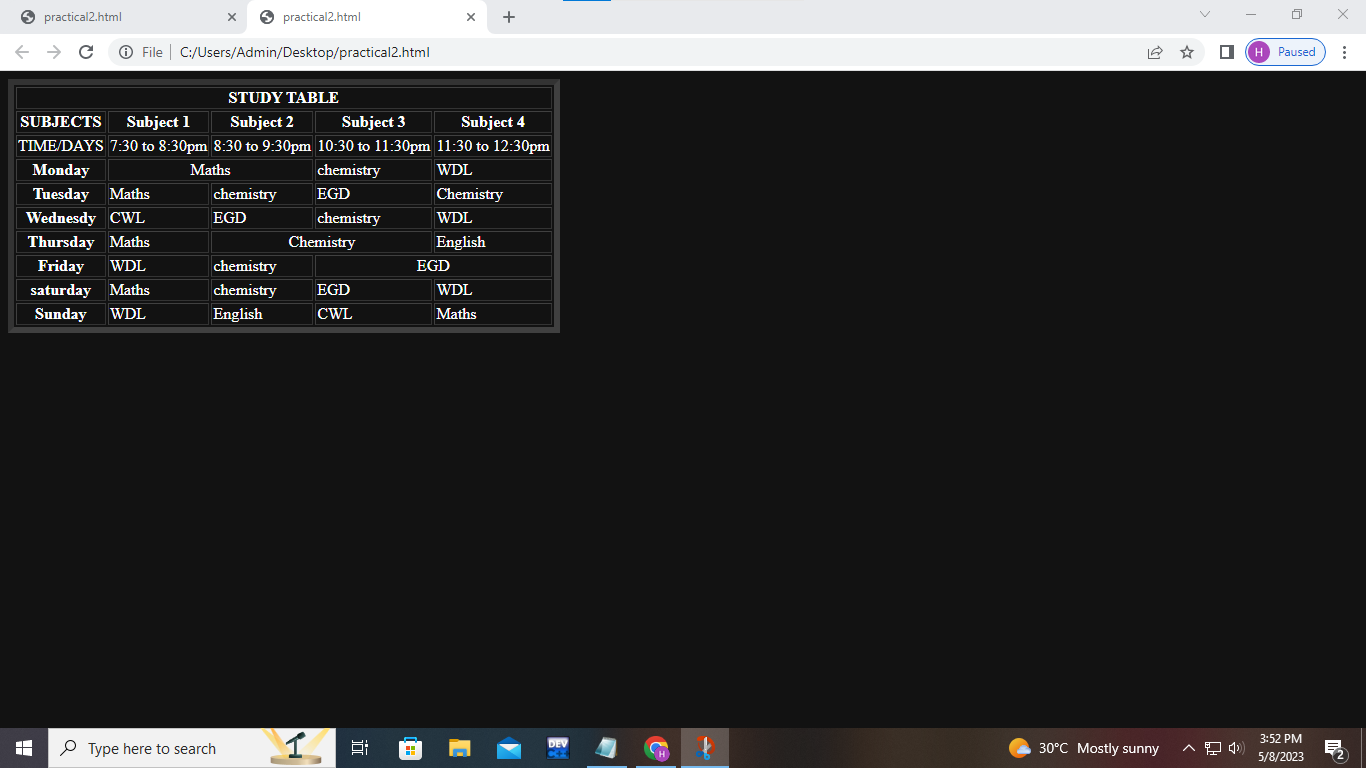 practical2.html practical2.html
File C:/Users/Admin/Desktop/practical2.html H Paused
STUDY TABLE
SUBJECTS Subject 1 Subject 2 Subject 3 Subject 4
TIME/DAYS 7:30 to 8:30pm 8:30 to 9:30pm 10:30 to 11:30pm 11:30 to 12:30pm
Monday Maths chemistry WDL
Tuesday Maths chemistry EGD Chemistry
Wednesdy CWL EGD chemistry WDL
Thursday Maths Chemistry English
Friday WDL chemistry EGD
saturday Maths chemistry EGD WDL
Sunday WDL English CWL Maths
Type here to search DEV H 30°C Mostly sunny 3:52 PM
5/8/2023 2